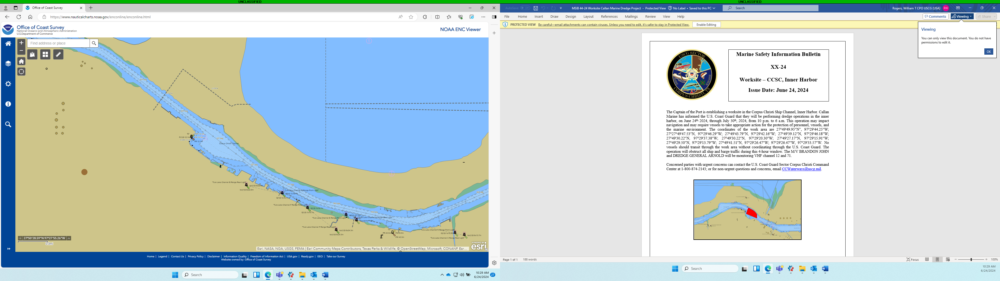 UNCLASSIFIED
Office of Coast Survey
https://www.nauticalcharts.noaa.gov/enconline/enconline.html
Office of Coast Survey
National Oceanic and Atmospheric Administration
U.S.Department of Commerce
NOAA ENC Viewer
Find address or place
Corpus Christi Channel
"Tule Lake Channel B Range Rear Light"
"Tule Lake Channel B Range Front Light"
"Tule Lake Channel F Range Front Light"
"Tule Lake Channel E Range Front Light"
"Tule Lake Channel F Range Rear Light"
"Tule Lake Channel C Range Rear Light"
27°50'28.59"N 97°27'55.26"W
0.3mi
Esri, NASA, NGA, USGS, FEMA | Esri Community Maps Contributors, Texas Parks & Wildlife, © OpenStreetMap, Microsoft, CONANP, Esr...
POWERED BY
esri
Home | Legend | Contact Us | Privacy Policy | Disclaimer | Information Quality | Freedom of Information Act | USA.gov | Ready.gov | EEO | Take our Survey
Website owned by: Office of Coast Survey
Search
10:29 AM
6/24/2024
27
UNCLASSIFIED
AutoSave Off
MSIB 44-24 Worksite Callan Marine Dredge Project - Protected View
No Label • Saved to this PC
Search
Rogers, William T CPO USCG (USA)
RW
File Home Insert Draw Design Layout References Mailings Review View Help
Comments
Viewing
Share
PROTECTED VIEW Be careful—email attachments can contain viruses. Unless you need to edit, it's safer to stay in Protected View.
Enable Editing
Viewing
You can only view this document. You do not have
permissions to edit it.
OK
USCG SECTOR
CORPUS CHRISTI, TX
Marine Safety Information Bulletin
XX-24
Worksite – CCSC, Inner Harbor
Issue Date: June 24, 2024
The Captain of the Port is establishing a worksite in the Corpus Christi Ship Channel, Inner Harbor. Callan
Marine has informed the U.S. Coast Guard that they will be performing dredge operations in the inner
harbor, on June 24th, 2024, through July 30th, 2024, from 10 p.m. to 6 a.m. This operation may impact
navigation and may require vessels to take appropriate action for the protection of personnel, vessels, and
the marine environment. The coordinates of the work area are 27°49'49.95"N", 97°29'44.25"W;
27°27'49'47.53"N, 97°29'46.29"W; 27°49'43.79"N, 97°29'42.16"W; 27°49'39.12"N, 97°29'46.18"W;
27°49'30.22"N, 97°29'37.38"W; 27°49'30.22"N, 97°29'20.30"W; 27°49'27.17"N, 97°29'15.91"W;
27°49'29.50"N, 97°29'13.79"W; 27°49'41.51"N, 97°29'26.47"W; 97°29'26.47"W, 97°29'33.57"W. No
vessels should transit through the work area without coordinating through the U.S. Coast Guard. The
operation will obstruct all ship and barge traffic during this 4-hour window. The M/V BRANDON JOHN
and DREDGE GENERAL ARNOLD will be monitoring VHF channel 12 and 71.
Concerned parties with urgent concerns can contact the U.S. Coast Guard Sector Corpus Christi Command
Center at 1-800-874-2143; or for non-urgent questions and concerns, email CCWaterways@uscg.mil.
Page 1 of 1 188 words
Focus
100%
Search
10:29 AM
6/24/2024